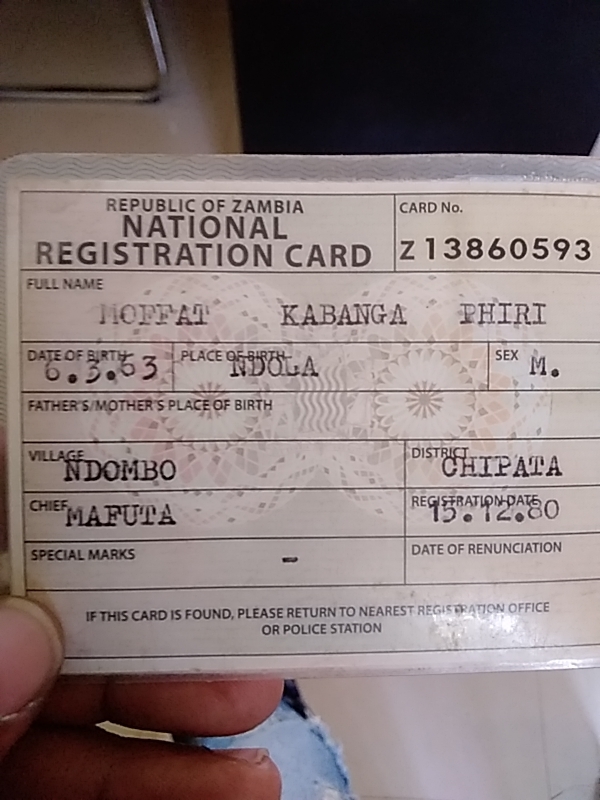 REPUBLIC OF ZAMBIA
NATIONAL
REGISTRATION CARD
CARD No.
Z 13860593
FULL NAME
MOFFAT KABANGA PHIRI
DATE OF BIRTH
6.3.63
PLACE OF BIRTH
NDOLA
SEX M.
FATHER'S/MOTHER'S PLACE OF BIRTH
VILLAGE
NDOMBO
DISTRICT
CHIPATA
CHIEF
MAFUTA
REGISTRATION DATE
15.12.80
SPECIAL MARKS -
DATE OF RENUNCIATION
IF THIS CARD IS FOUND, PLEASE RETURN TO NEAREST REGISTRATION OFFICE
OR POLICE STATION